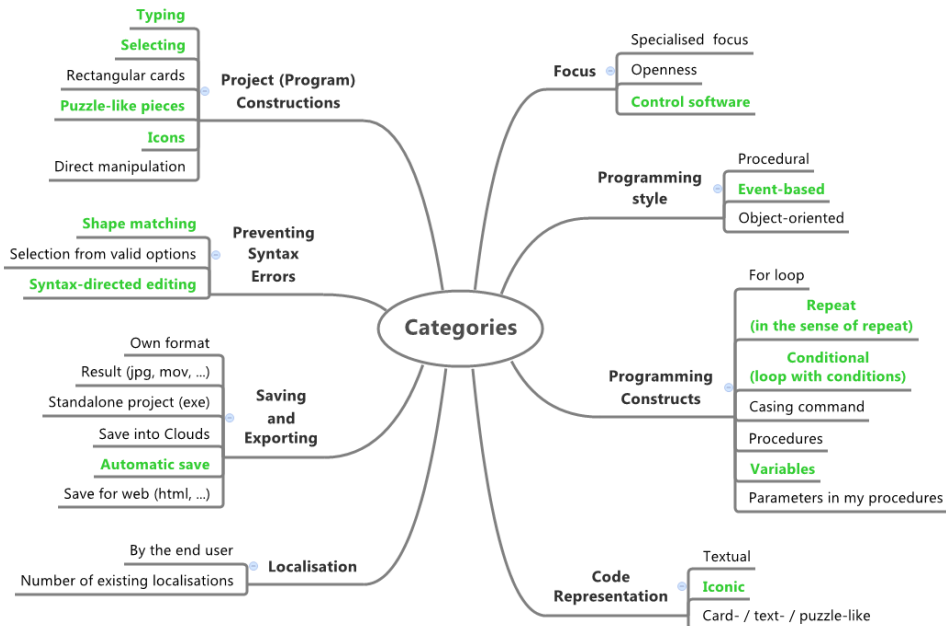 Typing
Selecting
Rectangular cards
Puzzle-like pieces
Icons
Direct manipulation
Project (Program)
Constructions
Shape matching
Selection from valid options
Syntax-directed editing
Preventing
Syntax
Errors
Own format
Result (jpg, mov, ...)
Standalone project (exe)
Save into Clouds
Automatic save
Save for web (html, ...)
Saving
and
Exporting
By the end user
Number of existing localisations
Localisation
Categories
Focus
Specialised focus
Openness
Control software
Programming
style
Procedural
Event-based
Object-oriented
Programming
Constructs
For loop
Repeat
(in the sense of repeat)
Conditional
(loop with conditions)
Casing command
Procedures
Variables
Parameters in my procedures
Code
Representation
Textual
Iconic
Card- / text- / puzzle-like